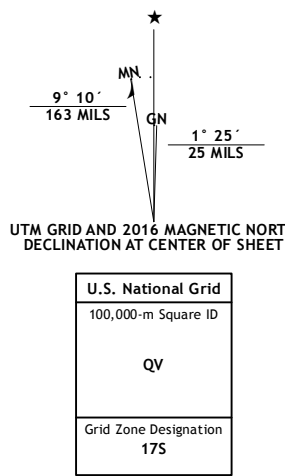 ★
MN
9° 10´
163 MILS
GN
1° 25´
25 MILS
UTM GRID AND 2016 MAGNETIC NORT
DECLINATION AT CENTER OF SHEET
U.S. National Grid
100,000-m Square ID
QV
Grid Zone Designation
17S